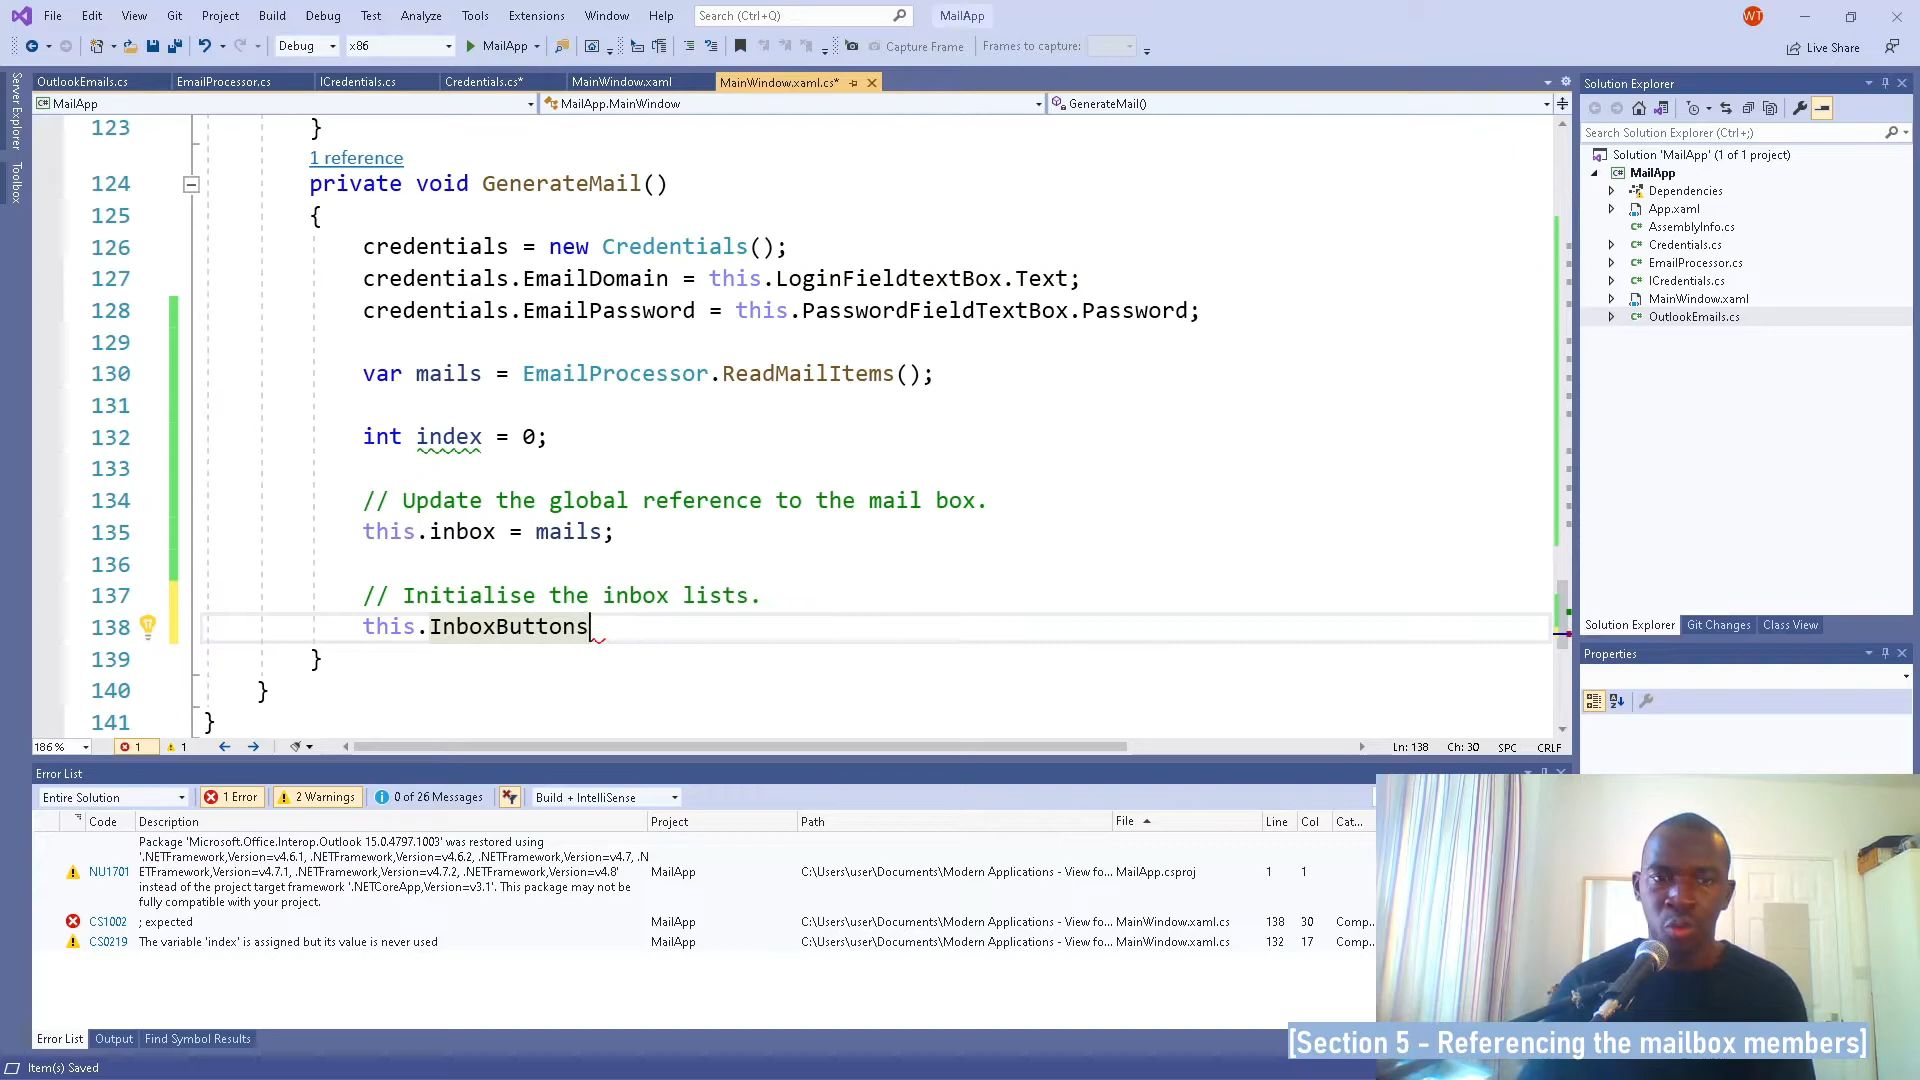 File Edit View Git Project Build Debug Test Analyze Tools Extensions Window Help Search (Ctrl+Q) MailApp WT
Debug x86 MailApp Capture Frame Frames to capture: Live Share
Server Explorer
Toolbox
OutlookEmails.cs EmailProcessor.cs ICredentials.cs Credentials.cs* MainWindow.xaml MainWindow.xaml.cs*
MailApp MailApp.MainWindow GenerateMail()
123 }
1 reference
124 private void GenerateMail()
125 {
126 credentials = new Credentials();
127 credentials.EmailDomain = this.LoginFieldtextBox.Text;
128 credentials.EmailPassword = this.PasswordFieldTextBox.Password;
129
130 var mails = EmailProcessor.ReadMailItems();
131
132 int index = 0;
133
134 // Update the global reference to the mail box.
135 this.inbox = mails;
136
137 // Initialise the inbox lists.
138 this.InboxButtons
139 }
140 }
141 }
186 % 1 1 Ln: 138 Ch: 30 SPC CRLF
Solution Explorer
Search Solution Explorer (Ctrl+;)
Solution 'MailApp' (1 of 1 project)
MailApp
Dependencies
App.xaml
AssemblyInfo.cs
Credentials.cs
EmailProcessor.cs
ICredentials.cs
MainWindow.xaml
OutlookEmails.cs
Solution Explorer Git Changes Class View
Properties
Error List
Entire Solution 1 Error 2 Warnings 0 of 26 Messages Build + IntelliSense
Code Description Project Path File Line Col Cat...
Package 'Microsoft.Office.Interop.Outlook 15.0.4797.1003' was restored using
'.NETFramework,Version=v4.6.1, .NETFramework,Version=v4.6.2, .NETFramework,Version=v4.7, .N
NU1701 ETFramework,Version=v4.7.1, .NETFramework,Version=v4.7.2, .NETFramework,Version=v4.8' MailApp C:\Users\user\Documents\Modern Applications - View fo... MailApp.csproj 1 1
instead of the project target framework '.NETCoreApp,Version=v3.1'. This package may not be
fully compatible with your project.
CS1002 ; expected MailApp C:\Users\user\Documents\Modern Applications - View fo... MainWindow.xaml.cs 138 30 Comp...
CS0219 The variable 'index' is assigned but its value is never used MailApp C:\Users\user\Documents\Modern Applications - View fo... MainWindow.xaml.cs 132 17 Comp...
Error List Output Find Symbol Results
[Section 5 - Referencing the mailbox members]
Item(s) Saved